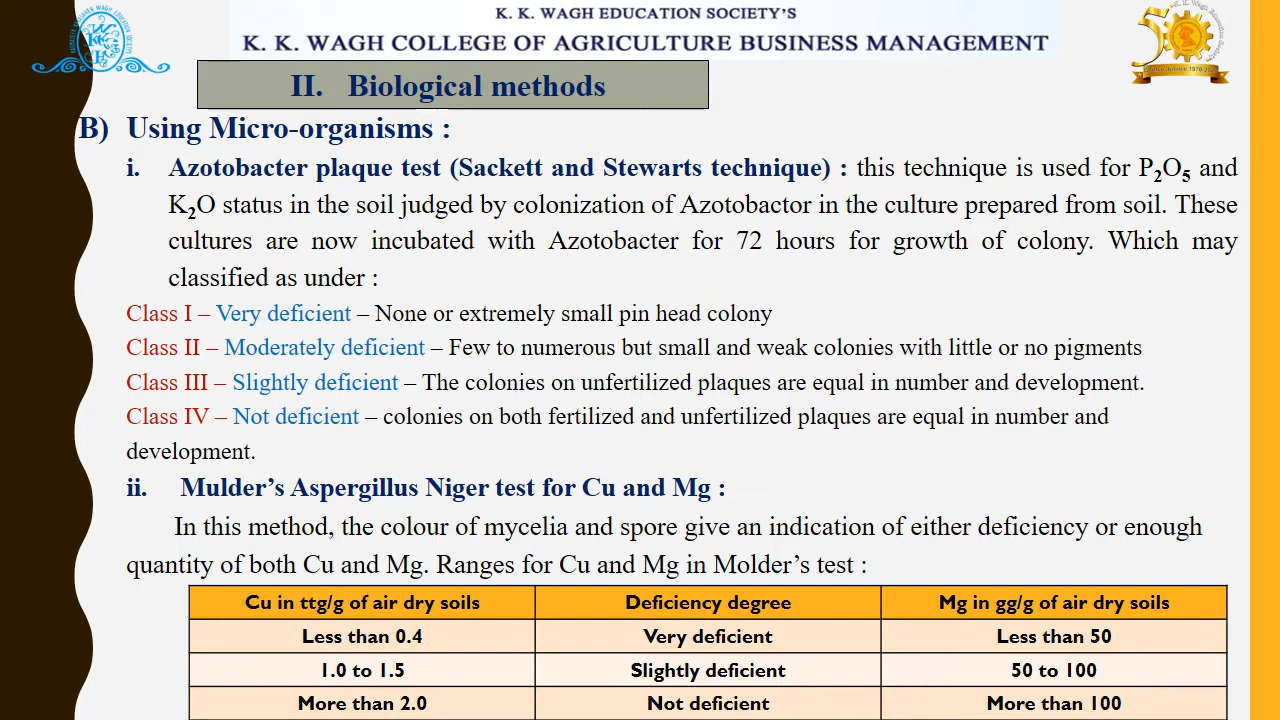 K. K. WAGH EDUCATION SOCIETY'S
K. K. WAGH COLLEGE OF AGRICULTURE BUSINESS MANAGEMENT
II. Biological methods
B) Using Micro-organisms :
i. Azotobacter plaque test (Sackett and Stewarts technique) : this technique is used for P₂O₅ and
K₂O status in the soil judged by colonization of Azotobactor in the culture prepared from soil. These
cultures are now incubated with Azotobacter for 72 hours for growth of colony. Which may
classified as under :
Class I – Very deficient – None or extremely small pin head colony
Class II – Moderately deficient – Few to numerous but small and weak colonies with little or no pigments
Class III – Slightly deficient – The colonies on unfertilized plaques are equal in number and development.
Class IV – Not deficient – colonies on both fertilized and unfertilized plaques are equal in number and
development.
ii. Mulder's Aspergillus Niger test for Cu and Mg :
In this method, the colour of mycelia and spore give an indication of either deficiency or enough
quantity of both Cu and Mg. Ranges for Cu and Mg in Molder's test :
Cu in ttg/g of air dry soils Deficiency degree Mg in gg/g of air dry soils
Less than 0.4 Very deficient Less than 50
1.0 to 1.5 Slightly deficient 50 to 100
More than 2.0 Not deficient More than 100